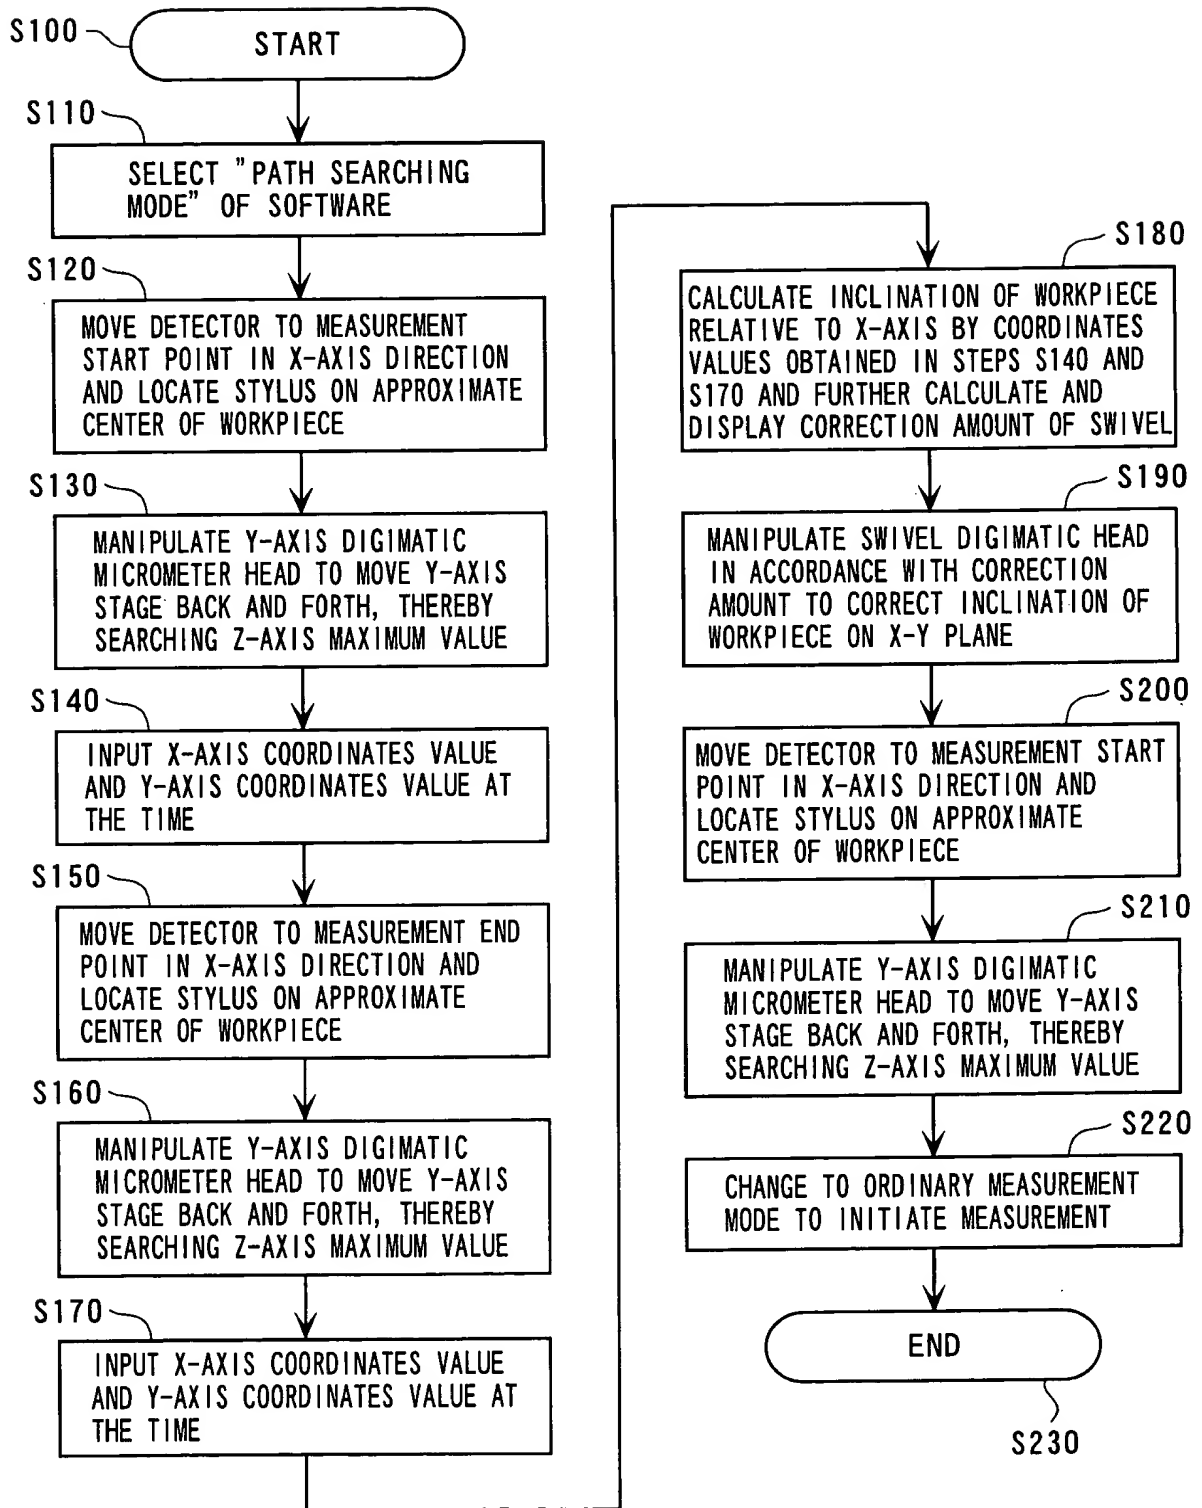 S100
START
S110
SELECT "PATH SEARCHING
MODE" OF SOFTWARE
S120
MOVE DETECTOR TO MEASUREMENT
START POINT IN X-AXIS DIRECTION
AND LOCATE STYLUS ON APPROXIMATE
CENTER OF WORKPIECE
S130
MANIPULATE Y-AXIS DIGIMATIC
MICROMETER HEAD TO MOVE Y-AXIS
STAGE BACK AND FORTH, THEREBY
SEARCHING Z-AXIS MAXIMUM VALUE
S140
INPUT X-AXIS COORDINATES VALUE
AND Y-AXIS COORDINATES VALUE AT
THE TIME
S150
MOVE DETECTOR TO MEASUREMENT END
POINT IN X-AXIS DIRECTION AND
LOCATE STYLUS ON APPROXIMATE
CENTER OF WORKPIECE
S160
MANIPULATE Y-AXIS DIGIMATIC
MICROMETER HEAD TO MOVE Y-AXIS
STAGE BACK AND FORTH, THEREBY
SEARCHING Z-AXIS MAXIMUM VALUE
S170
INPUT X-AXIS COORDINATES VALUE
AND Y-AXIS COORDINATES VALUE AT
THE TIME
S180
CALCULATE INCLINATION OF WORKPIECE
RELATIVE TO X-AXIS BY COORDINATES
VALUES OBTAINED IN STEPS S140 AND
S170 AND FURTHER CALCULATE AND
DISPLAY CORRECTION AMOUNT OF SWIVEL
S190
MANIPULATE SWIVEL DIGIMATIC HEAD
IN ACCORDANCE WITH CORRECTION
AMOUNT TO CORRECT INCLINATION OF
WORKPIECE ON X-Y PLANE
S200
MOVE DETECTOR TO MEASUREMENT START
POINT IN X-AXIS DIRECTION AND
LOCATE STYLUS ON APPROXIMATE
CENTER OF WORKPIECE
S210
MANIPULATE Y-AXIS DIGIMATIC
MICROMETER HEAD TO MOVE Y-AXIS
STAGE BACK AND FORTH, THEREBY
SEARCHING Z-AXIS MAXIMUM VALUE
S220
CHANGE TO ORDINARY MEASUREMENT
MODE TO INITIATE MEASUREMENT
END
S230